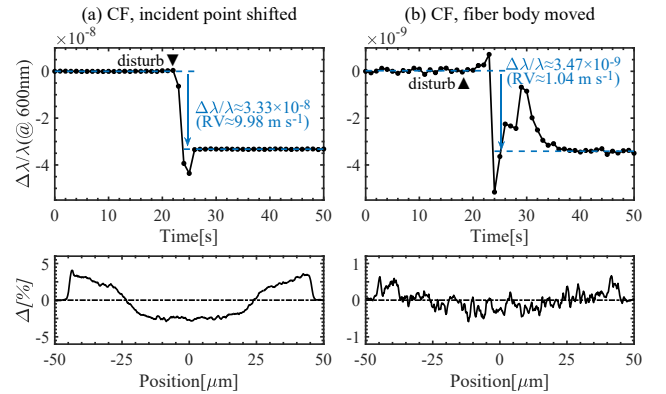 (a) CF, incident point shifted
(b) CF, fiber body moved
×10⁻⁸
×10⁻⁹
disturb▼
disturb▲
Δλ/λ≈3.33×10⁻⁸
(RV≈9.98 m s⁻¹)
Δλ/λ≈3.47×10⁻⁹
(RV≈1.04 m s⁻¹)
Δλ/λ(@ 600nm)
0
-2
-4
0
-2
-4
0 10 20 30 40 50
0 10 20 30 40 50
Time[s]
Time[s]
Δ[%]
5
0
-5
1
0
-1
-50 -25 0 25 50
-50 -25 0 25 50
Position[μm]
Position[μm]